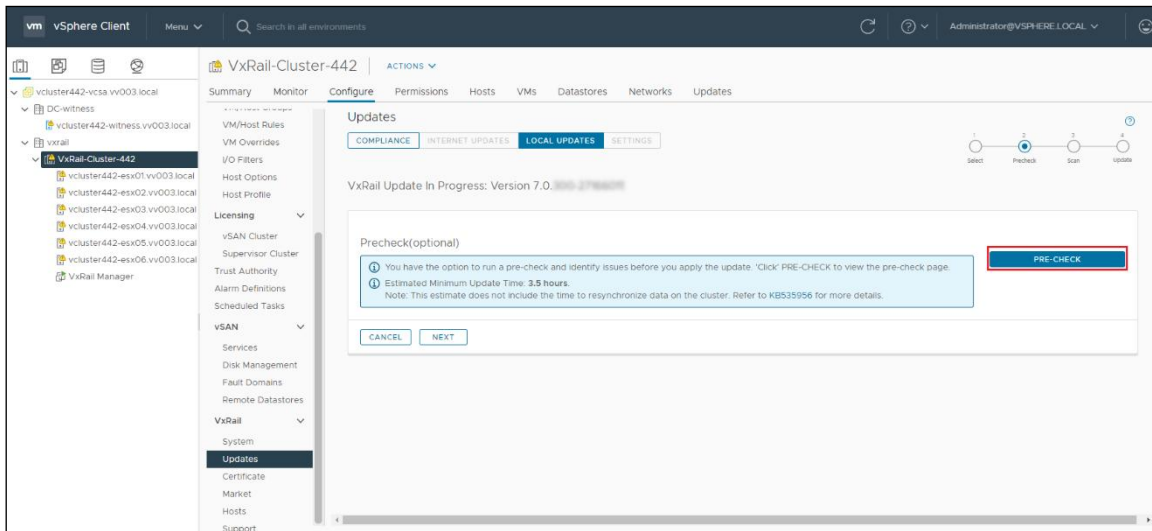 vm vSphere Client Menu Search in all environments Administrator@VSPHERE.LOCAL
VxRail-Cluster-442 ACTIONS
Summary Monitor Configure Permissions Hosts VMs Datastores Networks Updates
vcluster442-vcsa.vv003.local
DC-witness
vcluster442-witness.vv003.local
vxrail
VxRail-Cluster-442
vcluster442-esx01.vv003.local
vcluster442-esx02.vv003.local
vcluster442-esx03.vv003.local
vcluster442-esx04.vv003.local
vcluster442-esx05.vv003.local
vcluster442-esx06.vv003.local
VxRail Manager
VM/Host Rules
VM Overrides
I/O Filters
Host Options
Host Profile
Licensing
vSAN Cluster
Supervisor Cluster
Trust Authority
Alarm Definitions
Scheduled Tasks
vSAN
Services
Disk Management
Fault Domains
Remote Datastores
VxRail
System
Updates
Certificate
Market
Hosts
Support
Updates
COMPLIANCE INTERNET UPDATES LOCAL UPDATES SETTINGS
1 2 3 4
Select Precheck Scan Update
VxRail Update In Progress: Version 7.0.
Precheck(optional)
You have the option to run a pre-check and identify issues before you apply the update. 'Click' PRE-CHECK to view the pre-check page.
Estimated Minimum Update Time: 3.5 hours.
Note: This estimate does not include the time to resynchronize data on the cluster. Refer to KB535956 for more details.
PRE-CHECK
CANCEL NEXT